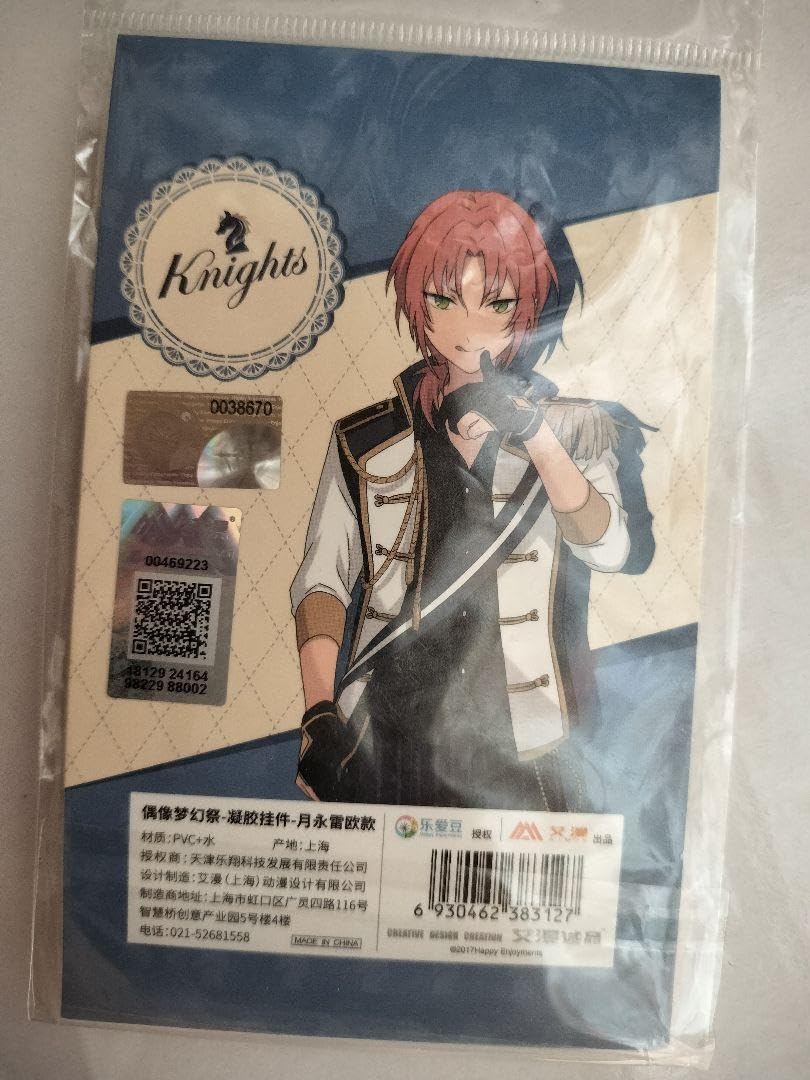 Knights
0038670
00469223
48129 24164
98229 88002
偶像梦幻祭-凝胶挂件-月永雷欧款
材质:PVC+水 产地:上海
授权商:天津乐翔科技发展有限责任公司
设计制造:艾漫(上海)动漫设计有限公司
制造商地址:上海市虹口区广灵四路116号
智慧桥创意产业园5号楼4楼
电话:021-52681558
MADE IN CHINA
乐爱豆 授权
艾漫 出品
6 930462 383127
CREATIVE DESIGN CREATION 艾漫诚品
©2017Happy Enjoyments